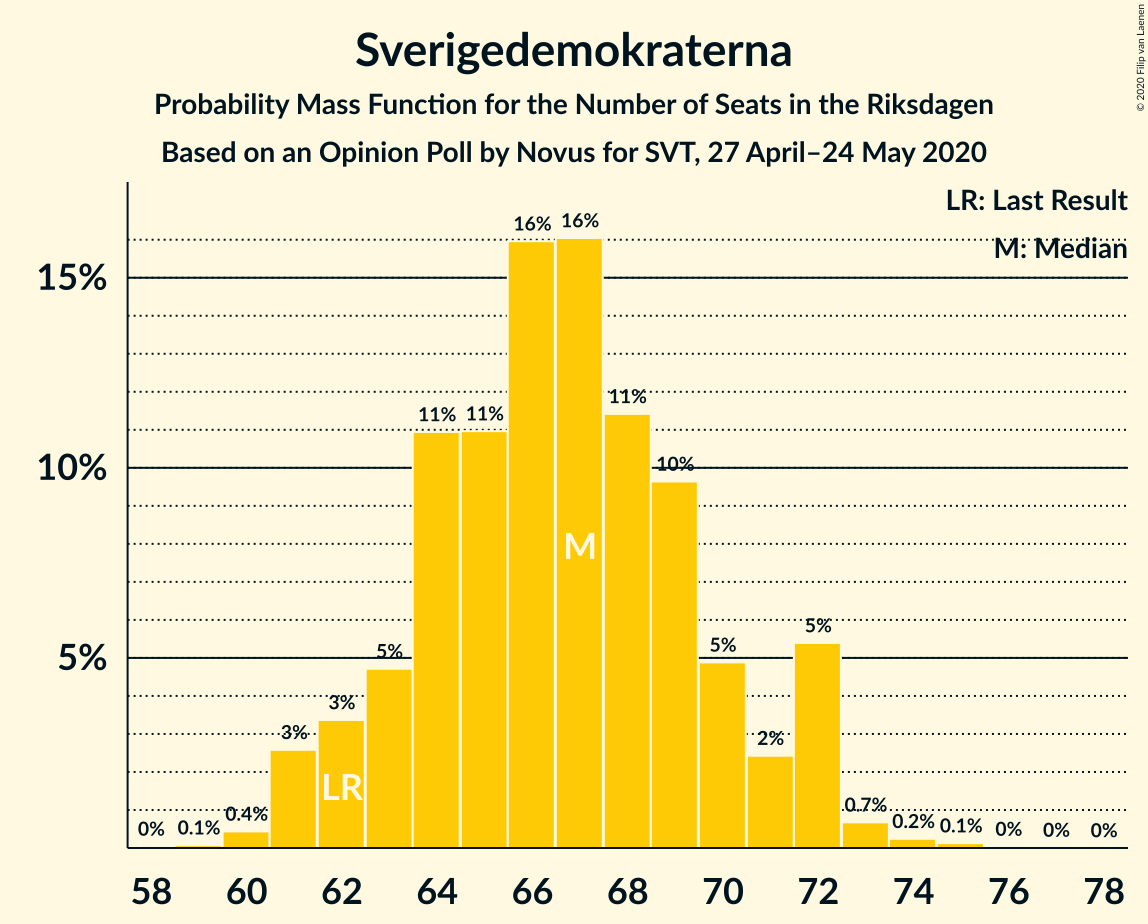 Sverigedemokraterna
Probability Mass Function for the Number of Seats in the Riksdagen
Based on an Opinion Poll by Novus for SVT, 27 April–24 May 2020
© 2020 Filip van Laenen
LR: Last Result
M: Median
15%
10%
5%
0%
0.1%
0.4%
3%
3%
5%
11%
11%
16%
16%
11%
10%
5%
2%
5%
0.7%
0.2%
0.1%
0%
0%
0%
LR
M
58 60 62 64 66 68 70 72 74 76 78